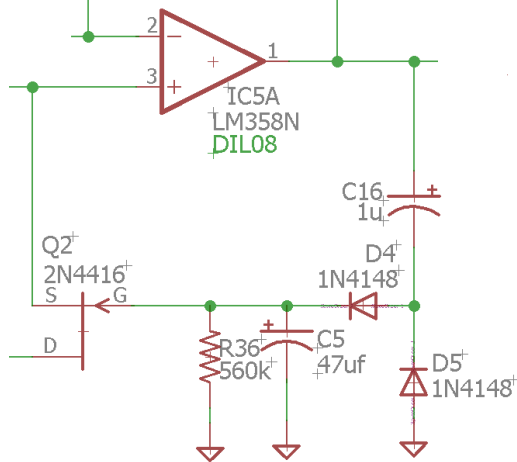 2
1
3
IC5A
LM358N
DIL08
C16
1u
Q2
2N4416
D4
1N4148
S
G
D
R36
560k
C5
47uf
D5
1N4148